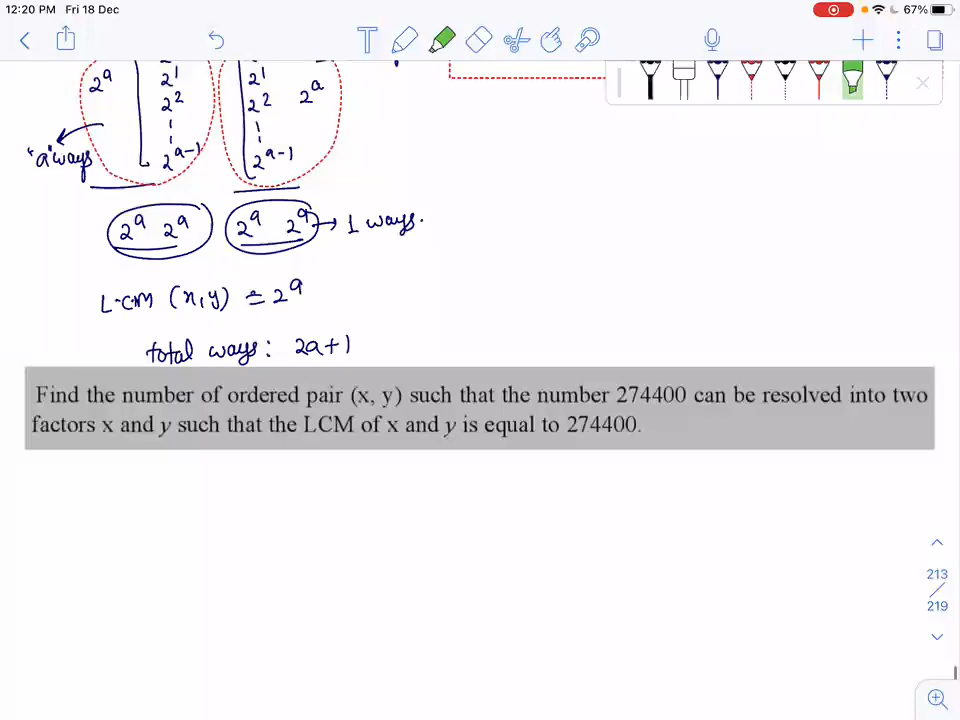 12:20 PM Fri 18 Dec
67%
2^a 2^1 2^1
2^2 2^2 2^a
"a" ways 2^{a-1} 2^{a-1}
2^a 2^a 2^a 2^a → 1 ways.
L.C.M (x,y) = 2^a
total ways: 2a+1
Find the number of ordered pair (x, y) such that the number 274400 can be resolved into two
factors x and y such that the LCM of x and y is equal to 274400.
213
219